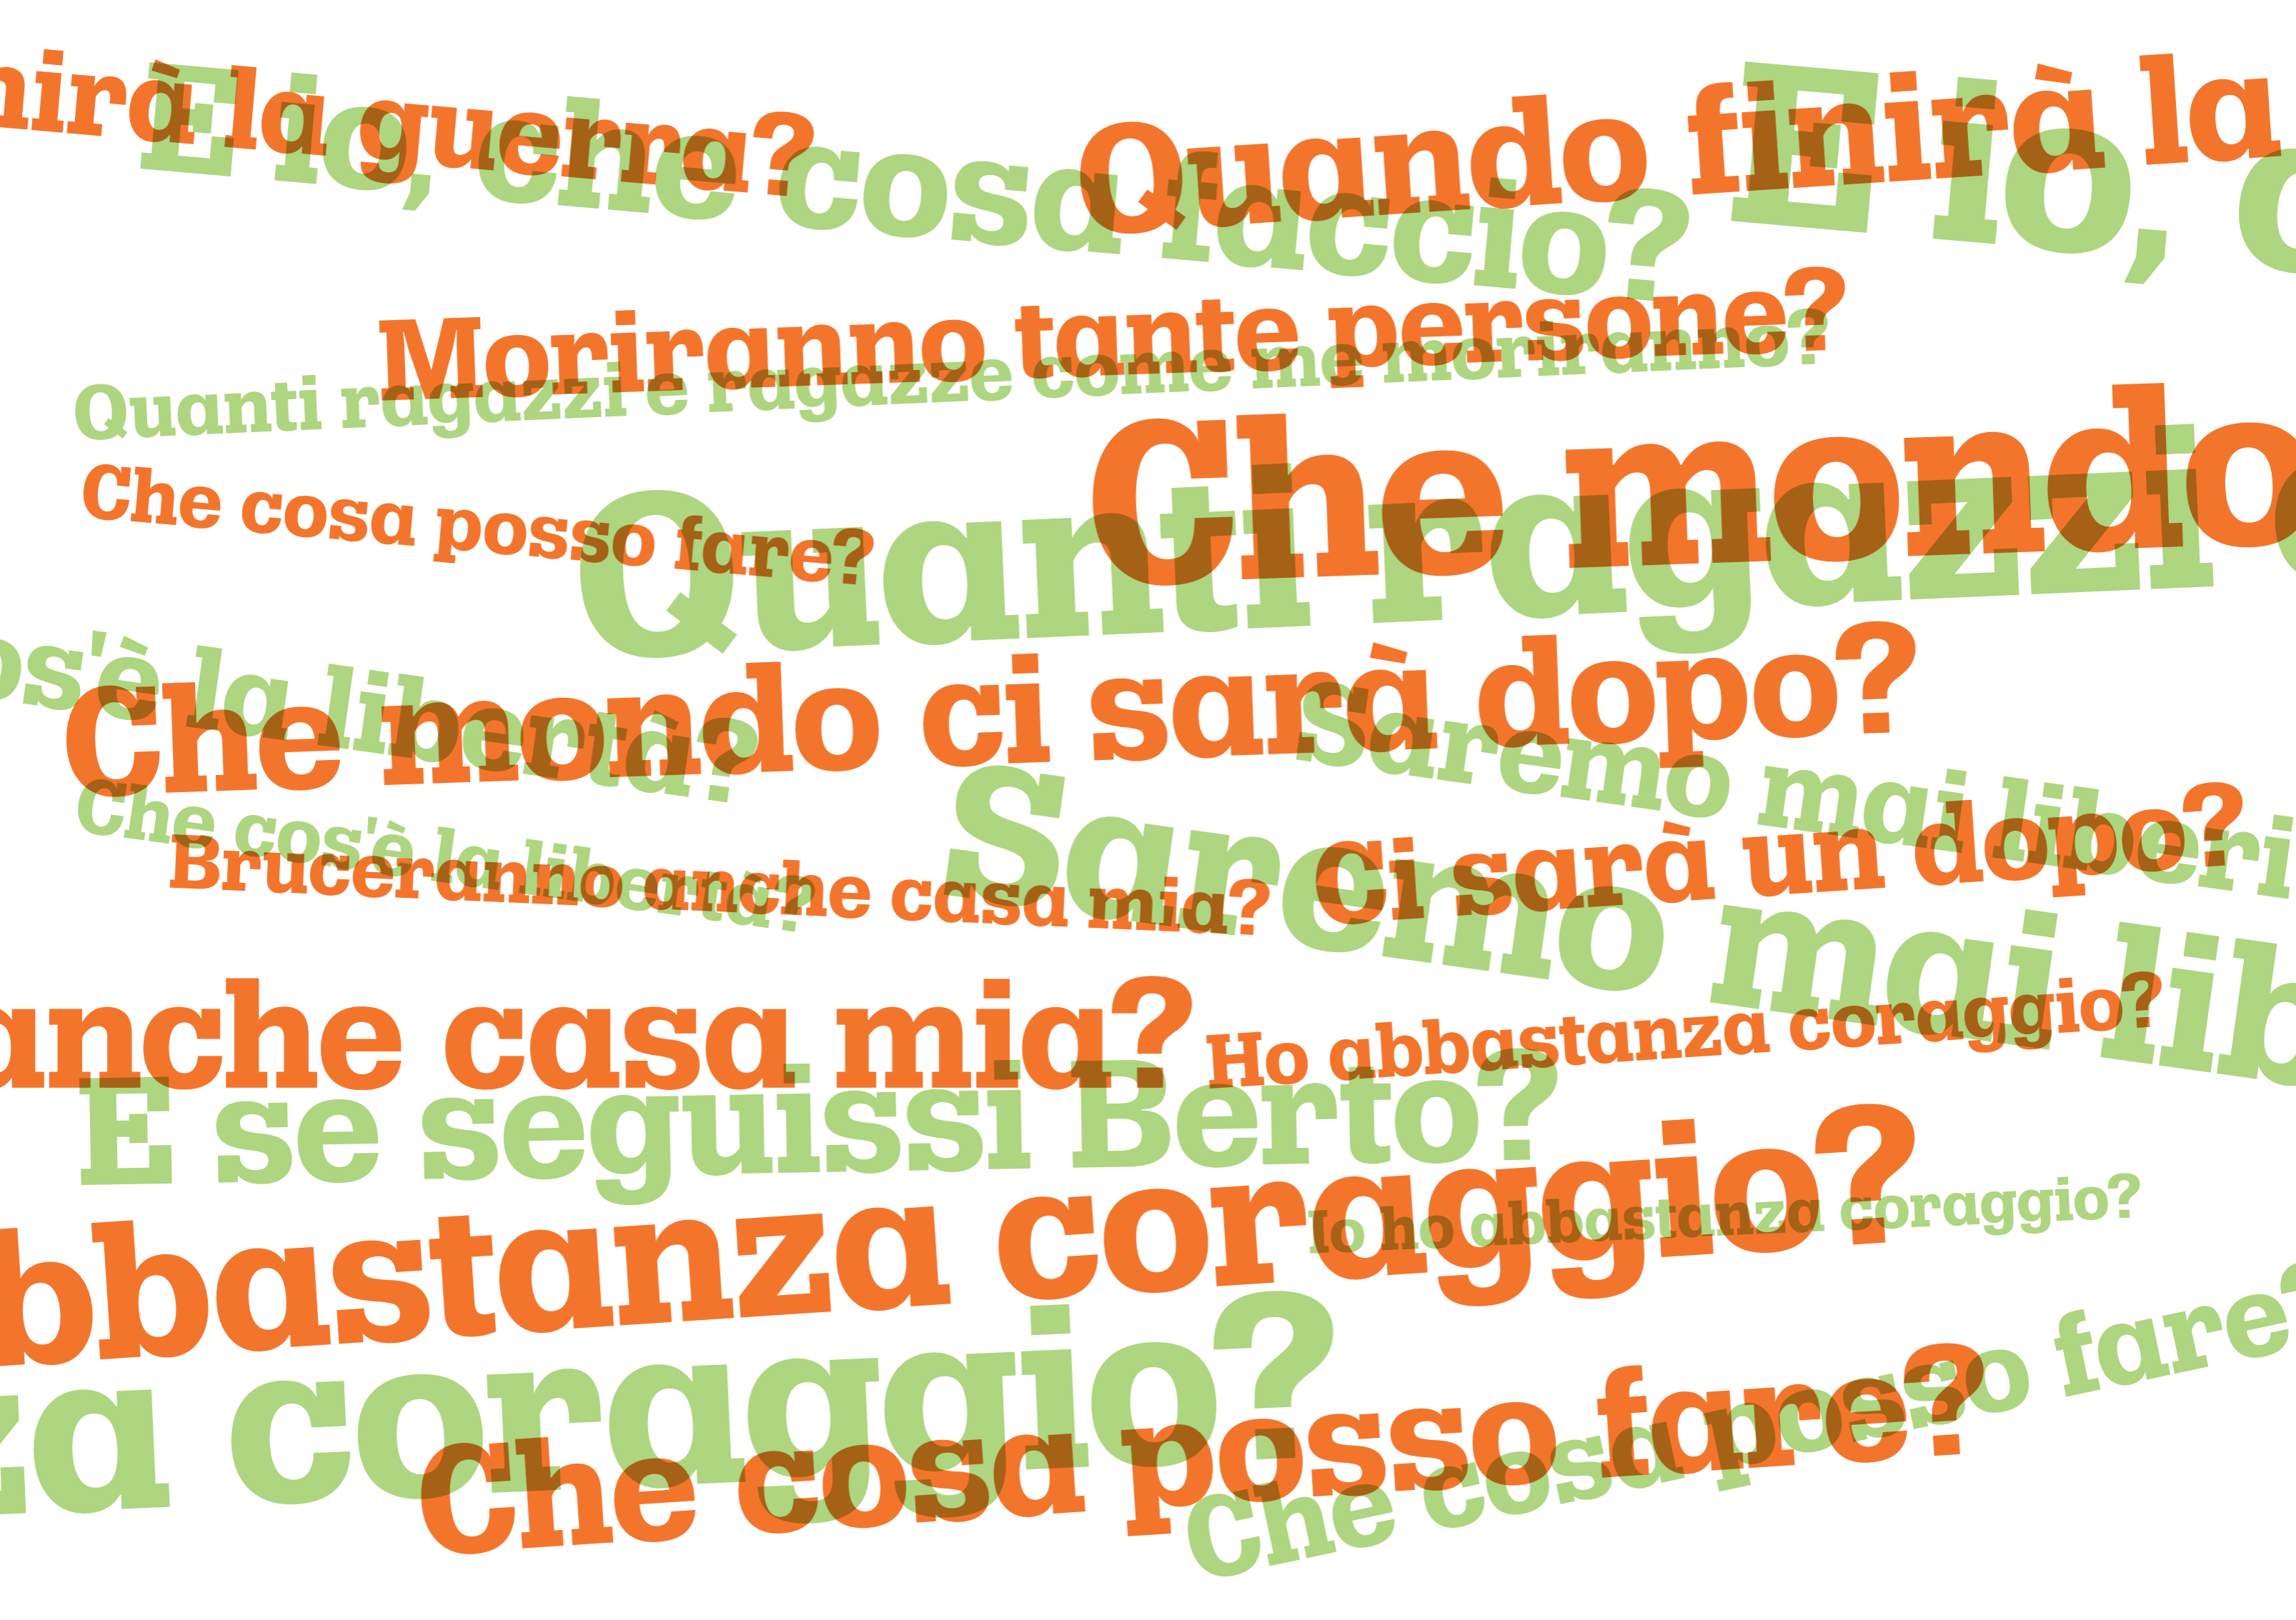 nirà la guerra?
E io, che cosa faccio?
Quando finirà la
E io,
Moriranno tante persone?
Quanti ragazzi e ragazze come me moriranno?
Che mondo
Che cosa posso fare?
Quanti ragazzi
os'è la libertà?
Che mondo ci sarà dopo?
Saremo mai liberi
Che cos'è la libertà?
Saremo mai lib
Ci sarà un dopo?
Bruceranno anche casa mia?
anche casa mia?
Ho abbastanza coraggio?
E se seguissi Berto?
bbastanza coraggio?
Io ho abbastanza coraggio?
za coraggio?
Che cosa posso fare?
Che cosa posso fare?